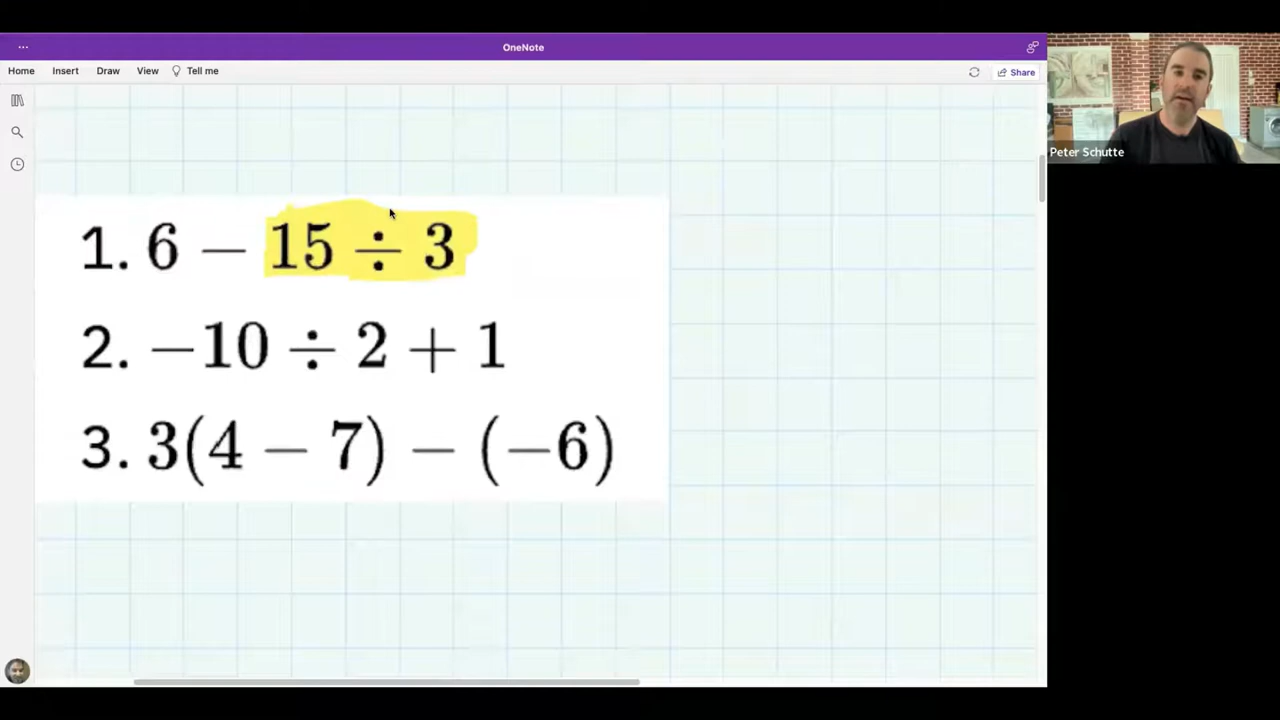 OneNote
Home Insert Draw View Tell me
Share
Peter Schutte
1. 6 − 15 ÷ 3
2. −10 ÷ 2 + 1
3. 3(4 − 7) − (−6)